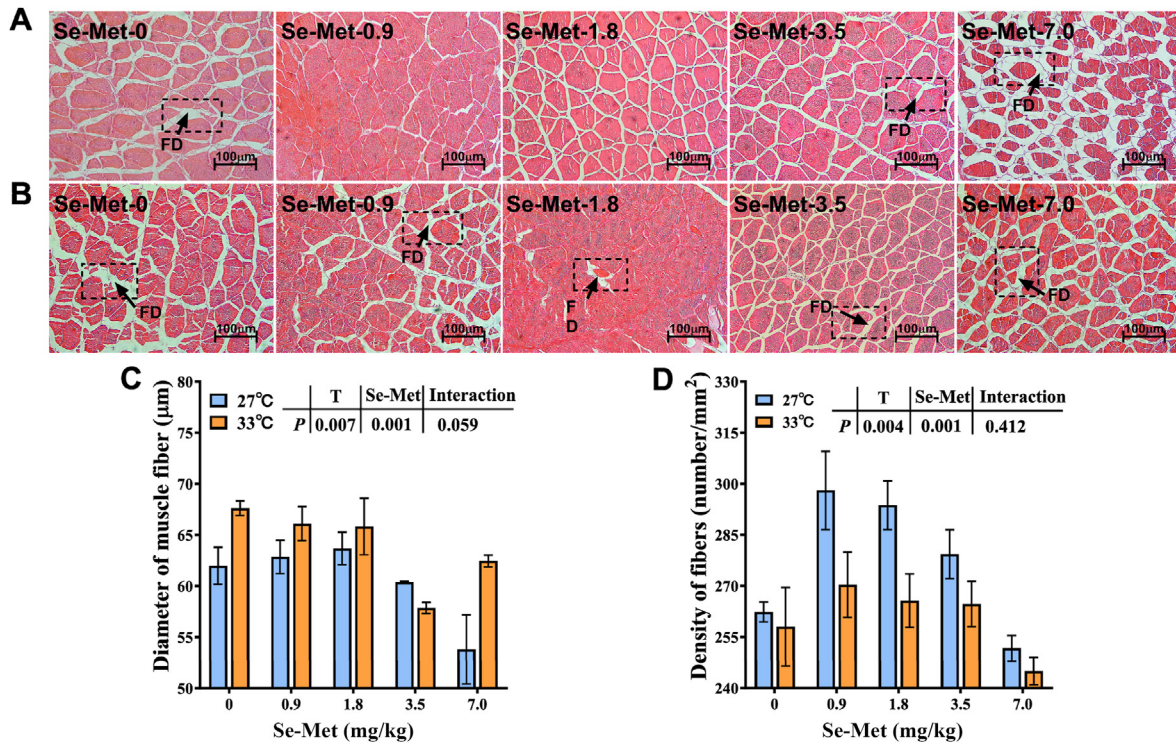 A
Se-Met-0
Se-Met-0.9
Se-Met-1.8
Se-Met-3.5
Se-Met-7.0
FD
FD
FD
100μm
100μm
100μm
100μm
100μm
B
Se-Met-0
Se-Met-0.9
Se-Met-1.8
Se-Met-3.5
Se-Met-7.0
FD
FD
F
D
FD
FD
100μm
100μm
100μm
100μm
100μm
C
Diameter of muscle fiber (μm)
80
75
70
65
60
55
50
27℃
33℃
T Se-Met Interaction
P 0.007 0.001 0.059
0 0.9 1.8 3.5 7.0
Se-Met (mg/kg)
D
Density of fibers (number/mm²)
330
315
300
285
270
255
240
27℃
33℃
T Se-Met Interaction
P 0.004 0.001 0.412
0 0.9 1.8 3.5 7.0
Se-Met (mg/kg)